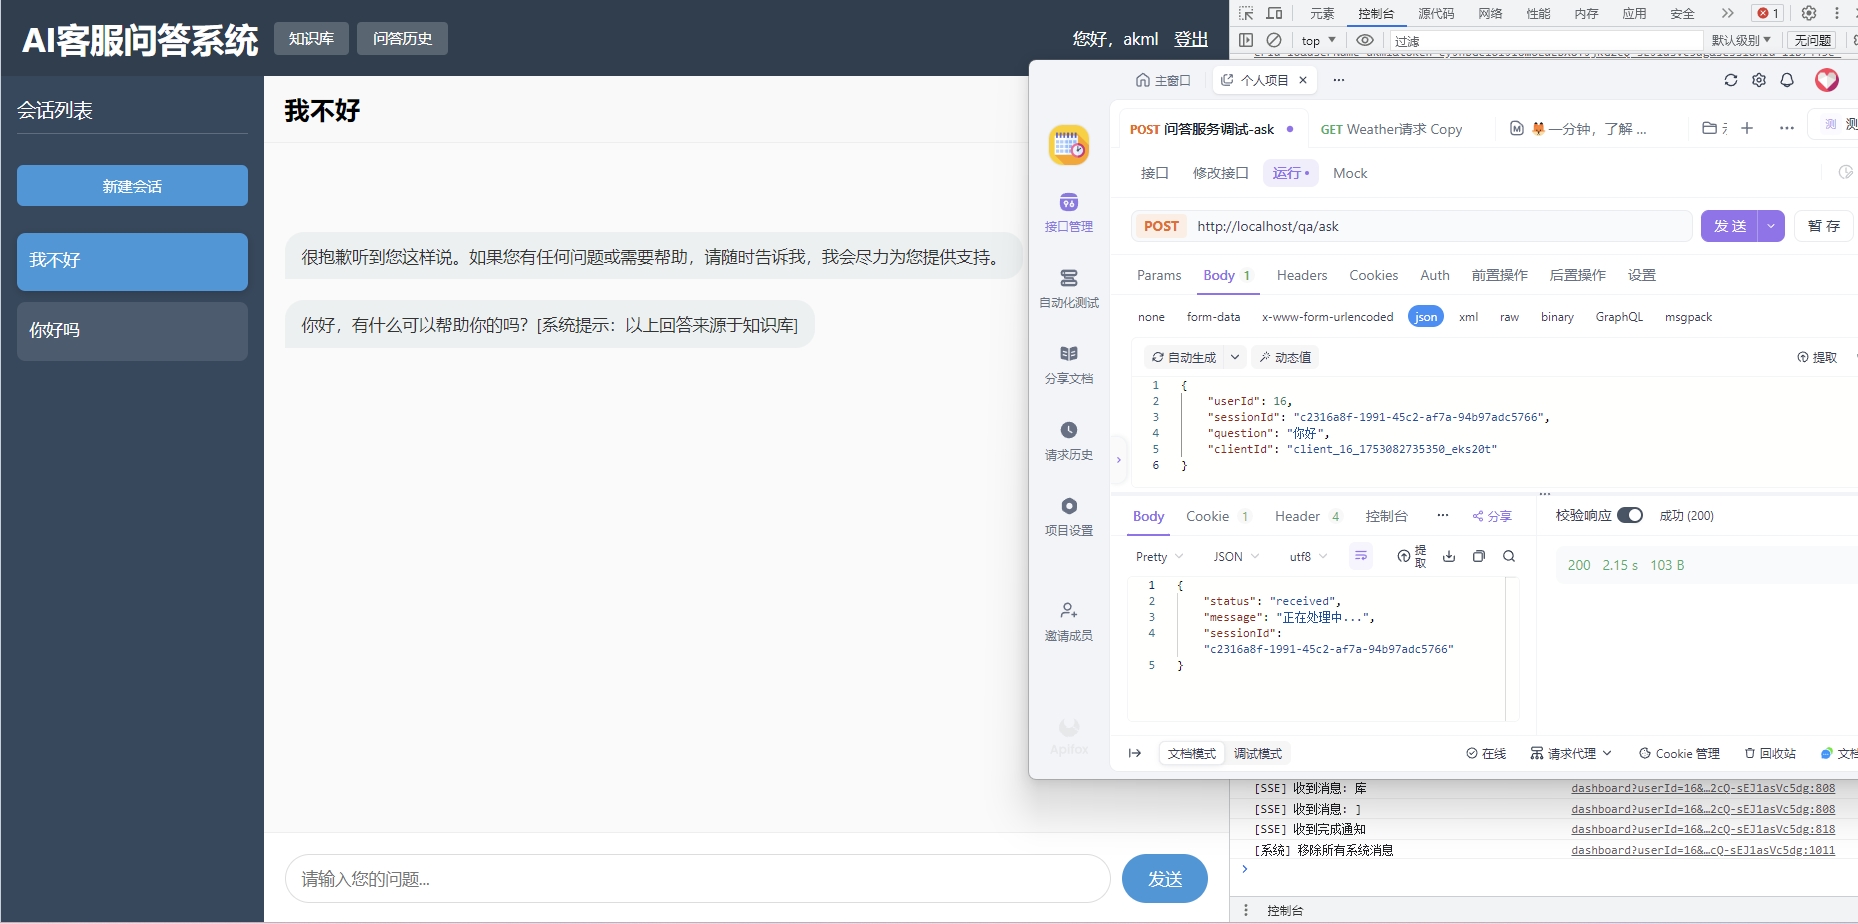 AI客服问答系统
知识库
问答历史
您好，akml
登出
会话列表
新建会话
我不好
你好吗
我不好
很抱歉听到您这样说。如果您有任何问题或需要帮助，请随时告诉我，我会尽力为您提供支持。
你好，有什么可以帮助你的吗？[系统提示：以上回答来源于知识库]
请输入您的问题...
发送
元素
控制台
源代码
网络
性能
内存
应用
安全
1
top
过滤
默认级别
无问题
主窗口
个人项目
POST 问答服务调试-ask
GET Weather请求 Copy
一分钟，了解 ...
测
测
接口
修改接口
运行
Mock
POST
http://localhost/qa/ask
发 送
暂 存
Params
Body 1
Headers
Cookies
Auth
前置操作
后置操作
设置
none
form-data
x-www-form-urlencoded
json
xml
raw
binary
GraphQL
msgpack
自动生成
动态值
提取
1 {
2 "userId": 16,
3 "sessionId": "c2316a8f-1991-45c2-af7a-94b97adc5766",
4 "question": "你好",
5 "clientId": "client_16_1753082735350_eks20t"
6 }
接口管理
自动化测试
分享文档
请求历史
项目设置
邀请成员
Apifox
Body
Cookie 1
Header 4
控制台
分享
校验响应
成功 (200)
Pretty
JSON
utf8
提取
200 2.15 s 103 B
1 {
2 "status": "received",
3 "message": "正在处理中...",
4 "sessionId":
"c2316a8f-1991-45c2-af7a-94b97adc5766"
5 }
文档模式
调试模式
在线
请求代理
Cookie 管理
回收站
文档
[SSE] 收到消息: 库 dashboard?userId=16&…2cQ-sEJ1asVc5dg:808
[SSE] 收到消息: ] dashboard?userId=16&…2cQ-sEJ1asVc5dg:808
[SSE] 收到完成通知 dashboard?userId=16&…2cQ-sEJ1asVc5dg:818
[系统] 移除所有系统消息 dashboard?userId=16&…cQ-sEJ1asVc5dg:1011
控制台